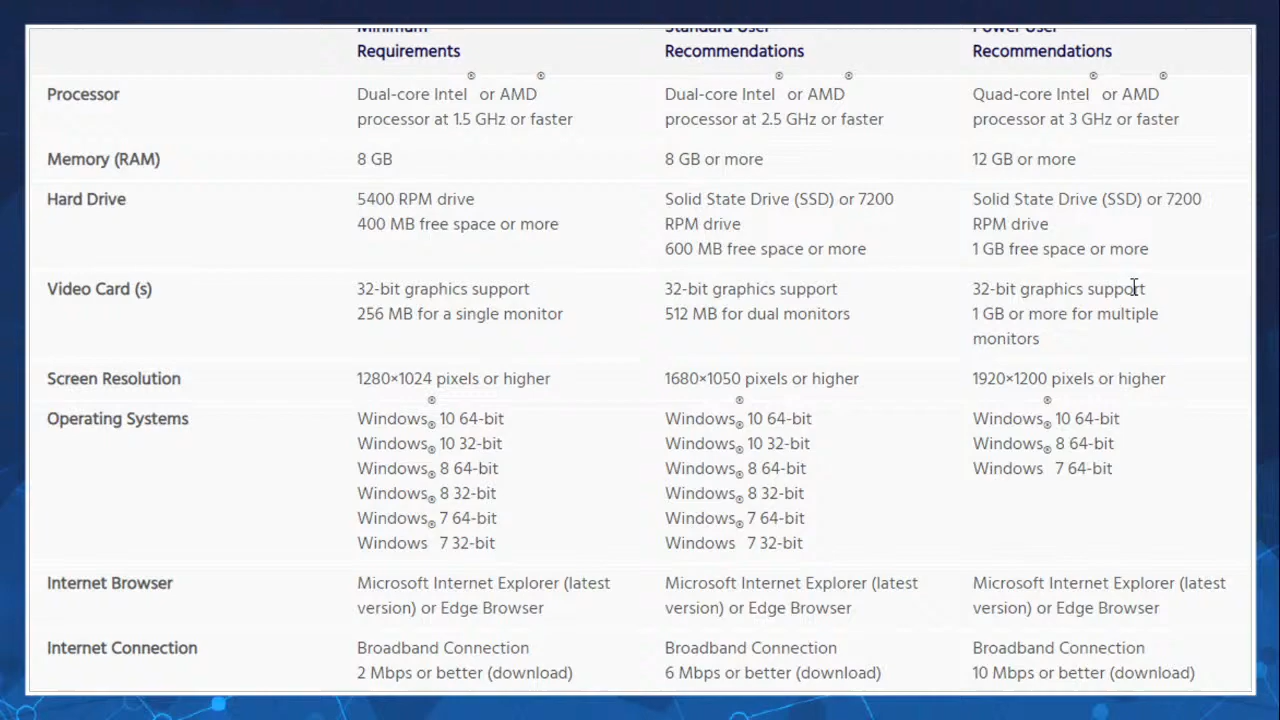 Minimum Standard User Power User
Requirements Recommendations Recommendations
Processor Dual-core Intel® or AMD® Dual-core Intel® or AMD® Quad-core Intel® or AMD®
processor at 1.5 GHz or faster processor at 2.5 GHz or faster processor at 3 GHz or faster
Memory (RAM) 8 GB 8 GB or more 12 GB or more
Hard Drive 5400 RPM drive Solid State Drive (SSD) or 7200 Solid State Drive (SSD) or 7200
400 MB free space or more RPM drive RPM drive
600 MB free space or more 1 GB free space or more
Video Card (s) 32-bit graphics support 32-bit graphics support 32-bit graphics support
256 MB for a single monitor 512 MB for dual monitors 1 GB or more for multiple
monitors
Screen Resolution 1280×1024 pixels or higher 1680×1050 pixels or higher 1920×1200 pixels or higher
Operating Systems Windows® 10 64-bit Windows® 10 64-bit Windows® 10 64-bit
Windows® 10 32-bit Windows® 10 32-bit Windows® 8 64-bit
Windows® 8 64-bit Windows® 8 64-bit Windows 7 64-bit
Windows® 8 32-bit Windows® 8 32-bit
Windows® 7 64-bit Windows® 7 64-bit
Windows 7 32-bit Windows 7 32-bit
Internet Browser Microsoft Internet Explorer (latest Microsoft Internet Explorer (latest Microsoft Internet Explorer (latest
version) or Edge Browser version) or Edge Browser version) or Edge Browser
Internet Connection Broadband Connection Broadband Connection Broadband Connection
2 Mbps or better (download) 6 Mbps or better (download) 10 Mbps or better (download)